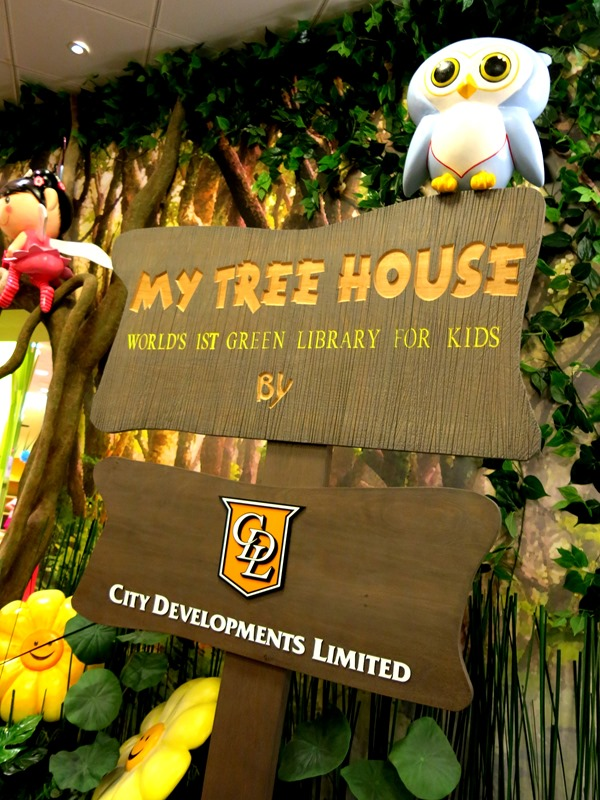 MY TREE HOUSE
WORLD'S 1ST GREEN LIBRARY FOR KIDS
By
CDL
CITY DEVELOPMENTS LIMITED